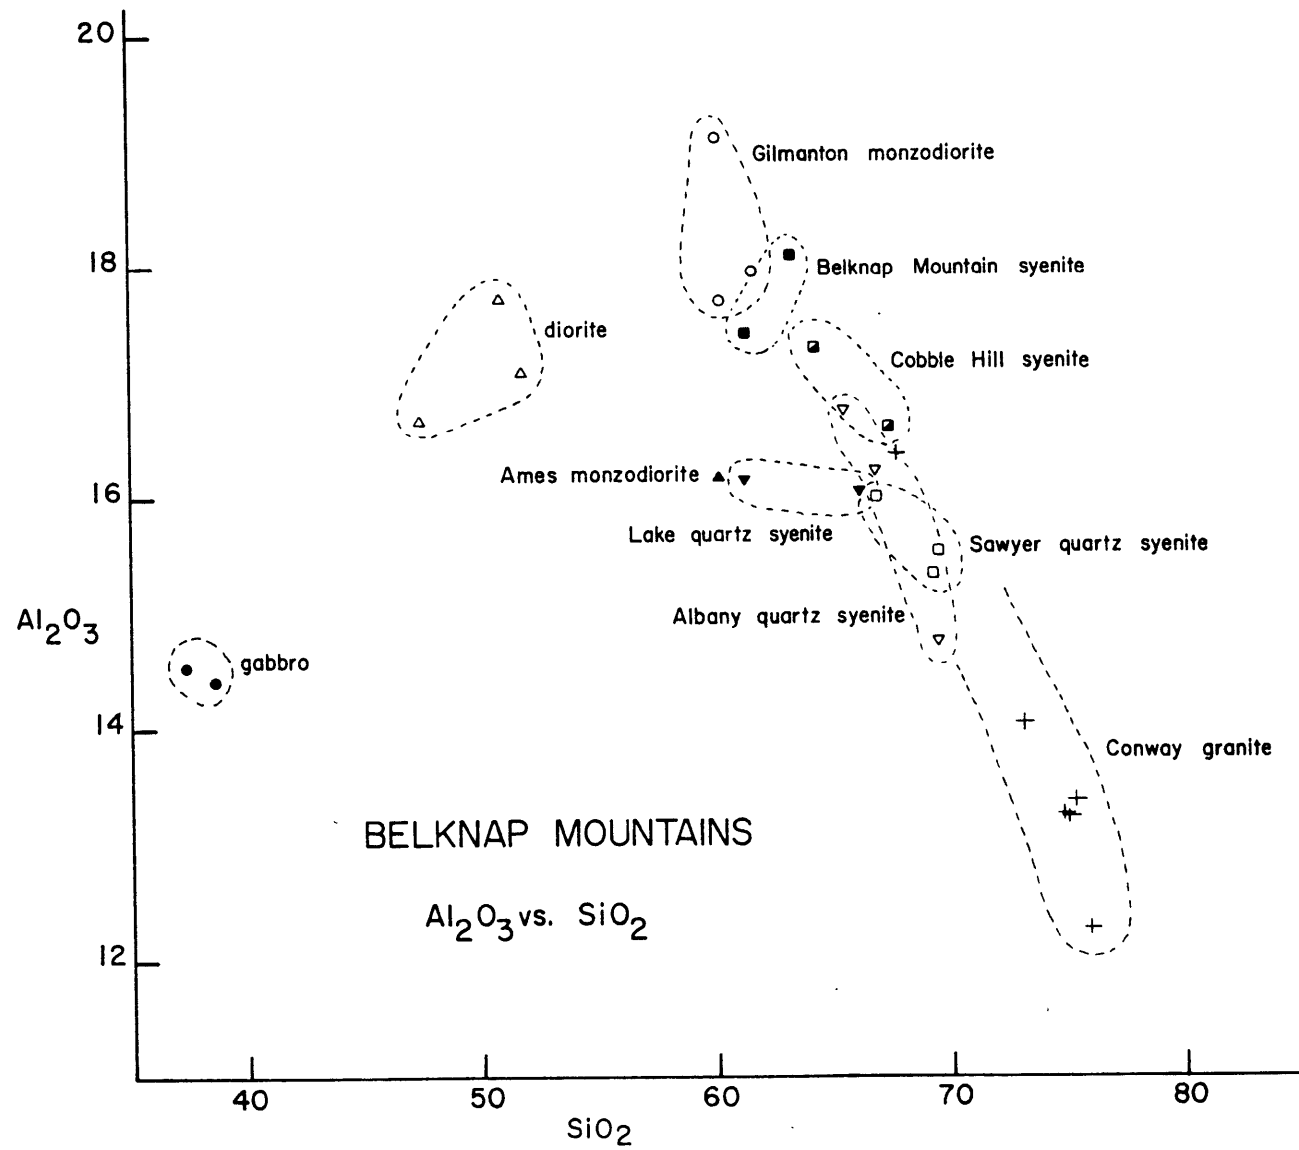 20
Gilmanton monzodiorite
18
Belknap Mountain syenite
diorite
Cobble Hill syenite
Ames monzodiorite
16
Lake quartz syenite
Sawyer quartz syenite
Al2O3
Albany quartz syenite
gabbro
14
Conway granite
BELKNAP MOUNTAINS
Al2O3 vs. SiO2
12
40 50 60 70 80
SiO2